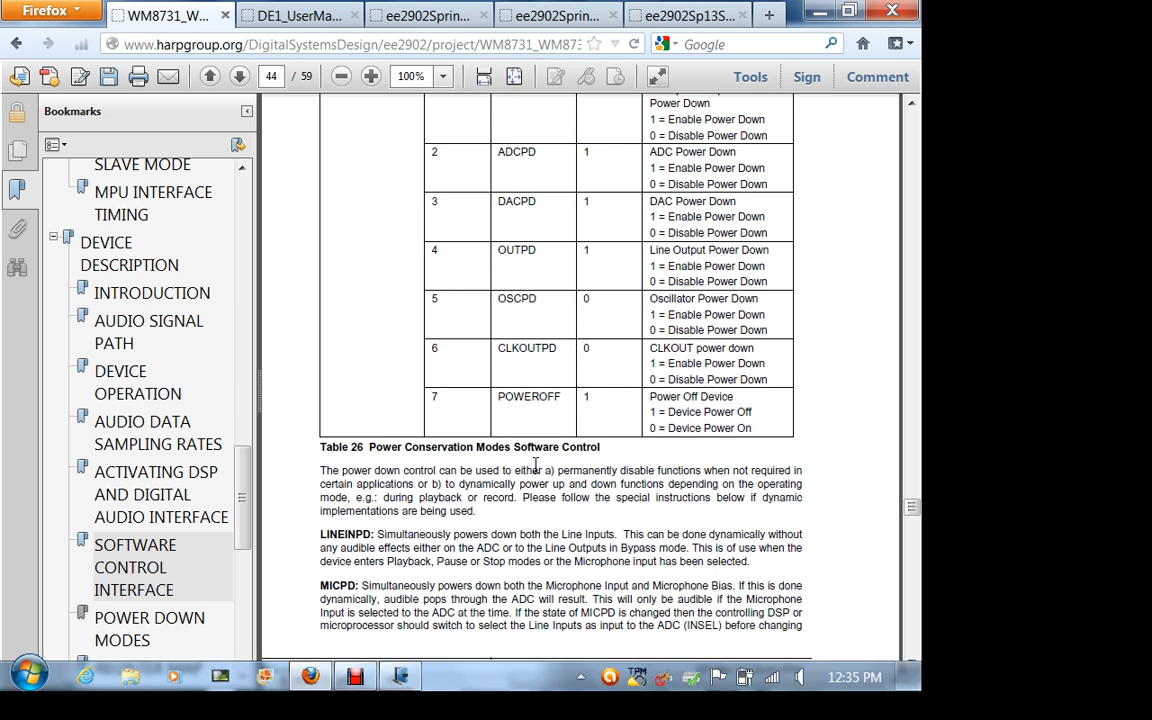 Firefox
WM8731_W...
DE1_UserMa...
ee2902Sprin...
ee2902Sprin...
ee2902Sp13S...
www.harpgroup.org/DigitalSystemsDesign/ee2902/project/WM8731_WM873
Google
44 / 59
100%
Tools
Sign
Comment
Bookmarks
SLAVE MODE
MPU INTERFACE
TIMING
DEVICE
DESCRIPTION
INTRODUCTION
AUDIO SIGNAL
PATH
DEVICE
OPERATION
AUDIO DATA
SAMPLING RATES
ACTIVATING DSP
AND DIGITAL
AUDIO INTERFACE
SOFTWARE
CONTROL
INTERFACE
POWER DOWN
MODES
Power Down
1 = Enable Power Down
0 = Disable Power Down
2 ADCPD 1 ADC Power Down
1 = Enable Power Down
0 = Disable Power Down
3 DACPD 1 DAC Power Down
1 = Enable Power Down
0 = Disable Power Down
4 OUTPD 1 Line Output Power Down
1 = Enable Power Down
0 = Disable Power Down
5 OSCPD 0 Oscillator Power Down
1 = Enable Power Down
0 = Disable Power Down
6 CLKOUTPD 0 CLKOUT power down
1 = Enable Power Down
0 = Disable Power Down
7 POWEROFF 1 Power Off Device
1 = Device Power Off
0 = Device Power On
Table 26 Power Conservation Modes Software Control
The power down control can be used to either a) permanently disable functions when not required in
certain applications or b) to dynamically power up and down functions depending on the operating
mode, e.g.: during playback or record. Please follow the special instructions below if dynamic
implementations are being used.
LINEINPD: Simultaneously powers down both the Line Inputs. This can be done dynamically without
any audible effects either on the ADC or to the Line Outputs in Bypass mode. This is of use when the
device enters Playback, Pause or Stop modes or the Microphone input has been selected.
MICPD: Simultaneously powers down both the Microphone Input and Microphone Bias. If this is done
dynamically, audible pops through the ADC will result. This will only be audible if the Microphone
Input is selected to the ADC at the time. If the state of MICPD is changed then the controlling DSP or
microprocessor should switch to select the Line Inputs as input to the ADC (INSEL) before changing
12:35 PM